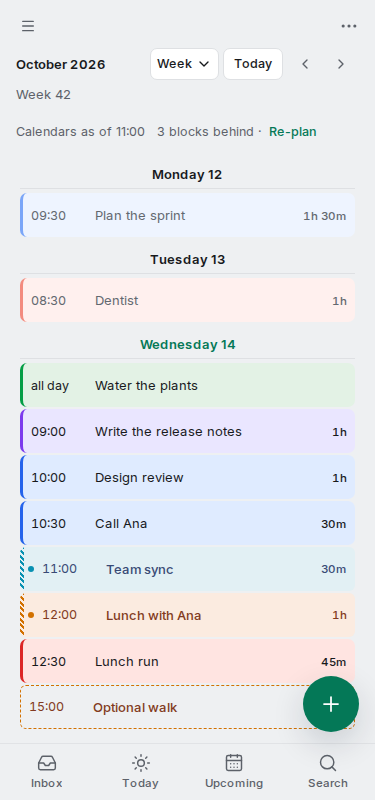 October 2026
Week
Today
Week 42
Calendars as of 11:00 3 blocks behind · Re-plan
Monday 12
09:30 Plan the sprint 1h 30m
Tuesday 13
08:30 Dentist 1h
Wednesday 14
all day Water the plants
09:00 Write the release notes 1h
10:00 Design review 1h
10:30 Call Ana 30m
11:00 Team sync 30m
12:00 Lunch with Ana 1h
12:30 Lunch run 45m
15:00 Optional walk
Inbox
Today
Upcoming
Search